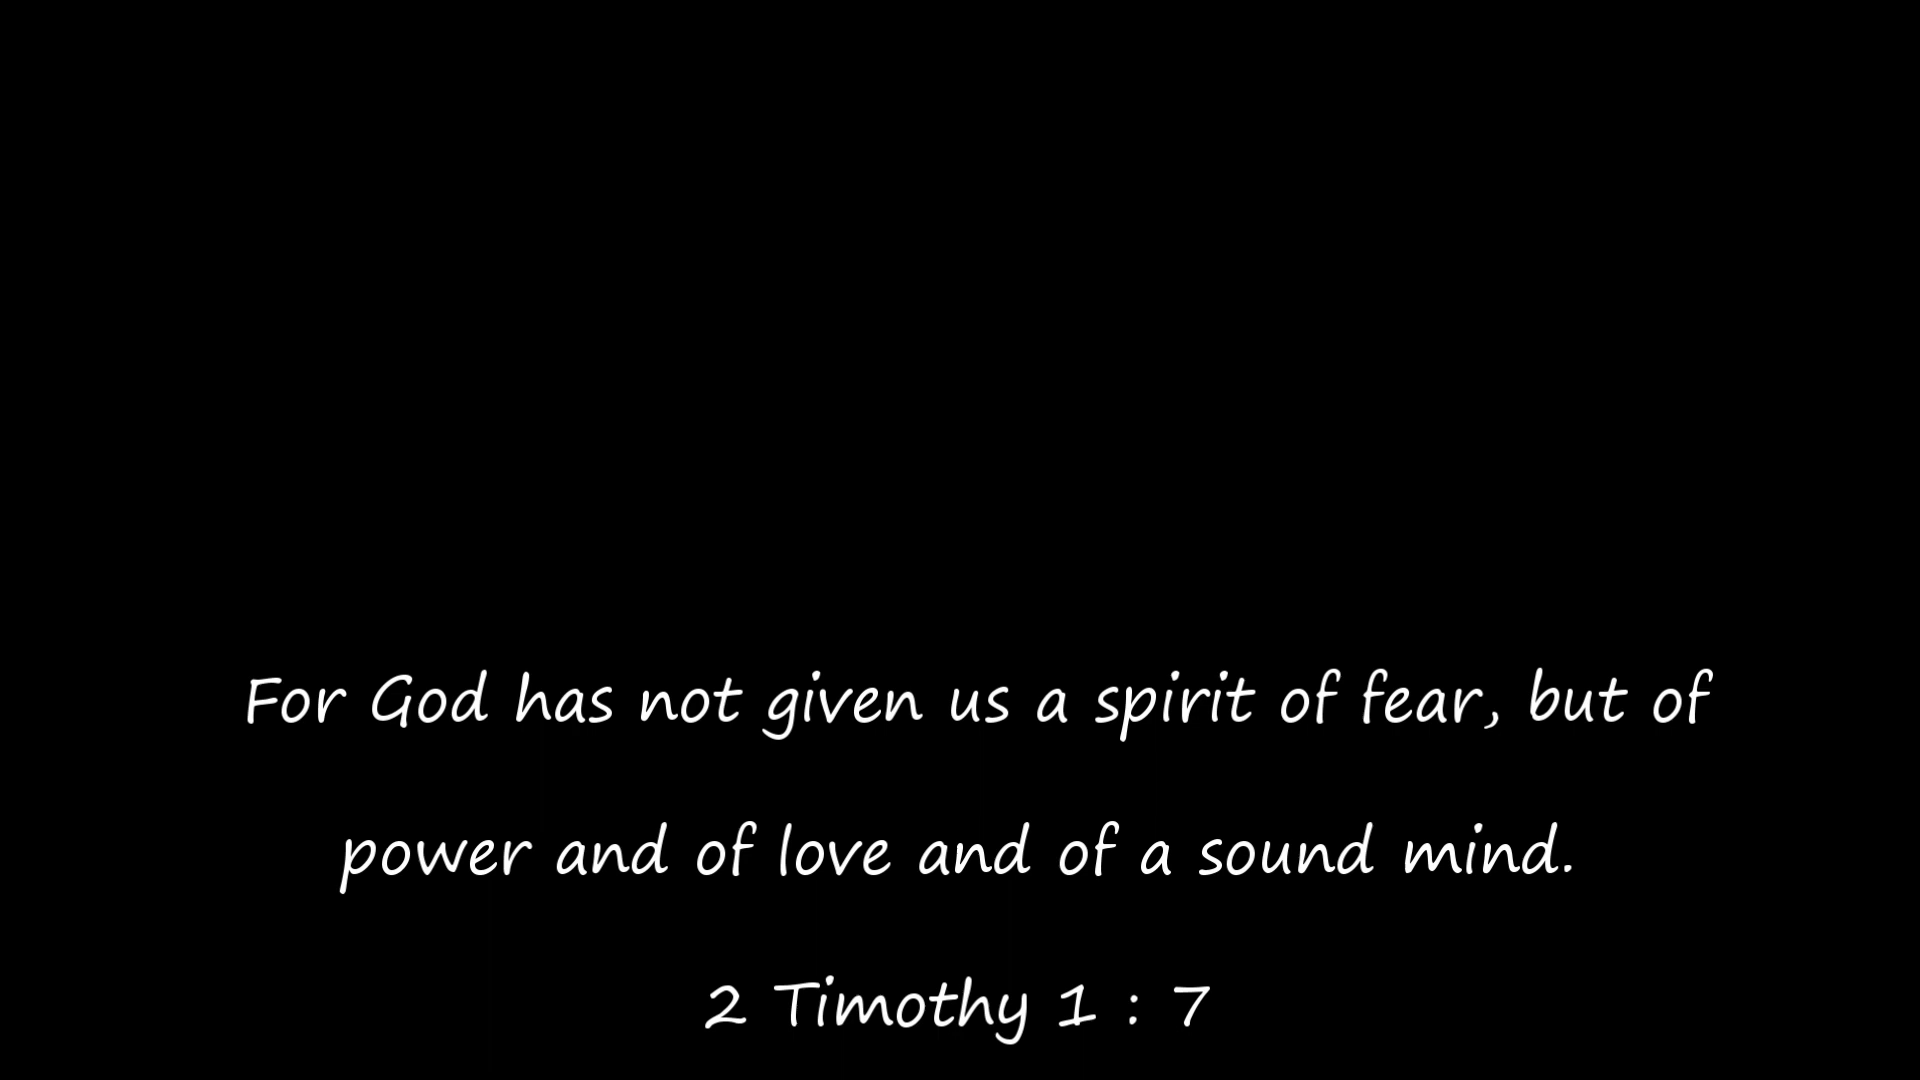 For God has not given us a spirit of fear, but of
power and of love and of a sound mind.
2 Timothy 1 : 7